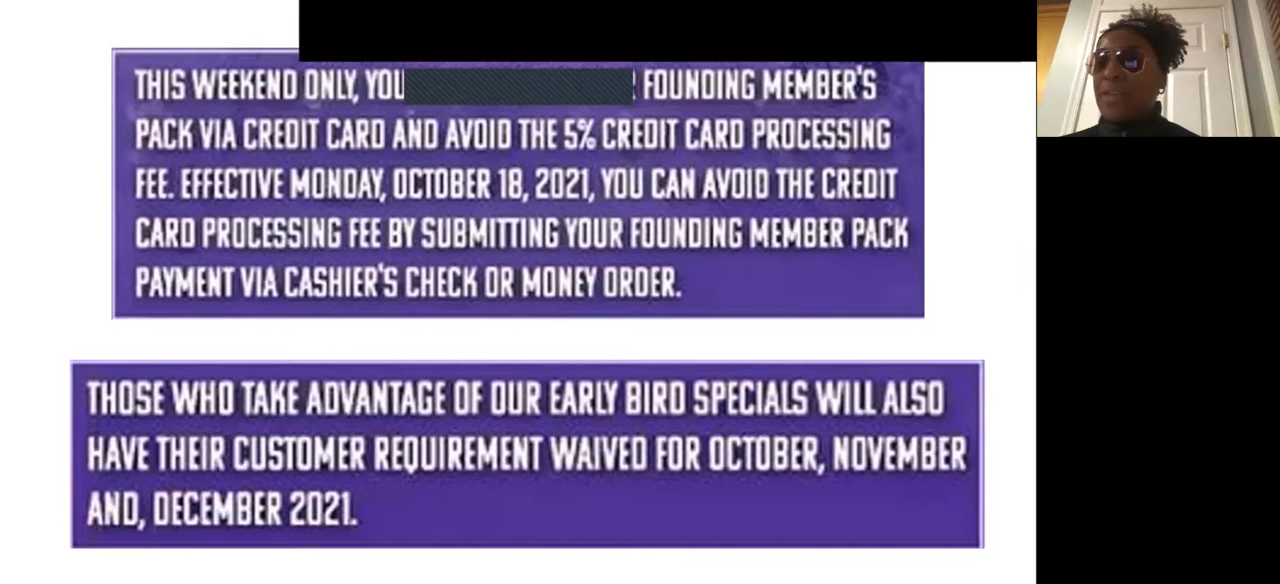 THIS WEEKEND ONLY, YOU FOUNDING MEMBER'S
PACK VIA CREDIT CARD AND AVOID THE 5% CREDIT CARD PROCESSING
FEE. EFFECTIVE MONDAY, OCTOBER 18, 2021, YOU CAN AVOID THE CREDIT
CARD PROCESSING FEE BY SUBMITTING YOUR FOUNDING MEMBER PACK
PAYMENT VIA CASHIER'S CHECK OR MONEY ORDER.
THOSE WHO TAKE ADVANTAGE OF OUR EARLY BIRD SPECIALS WILL ALSO
HAVE THEIR CUSTOMER REQUIREMENT WAIVED FOR OCTOBER, NOVEMBER
AND, DECEMBER 2021.